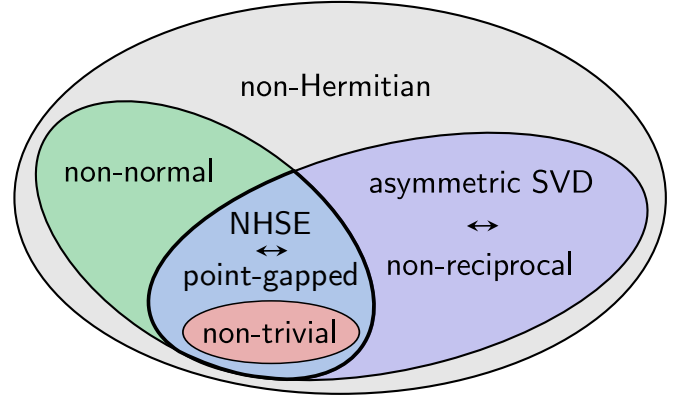 non-Hermitian
non-normal
asymmetric SVD
↔
non-reciprocal
NHSE
↔
point-gapped
non-trivial